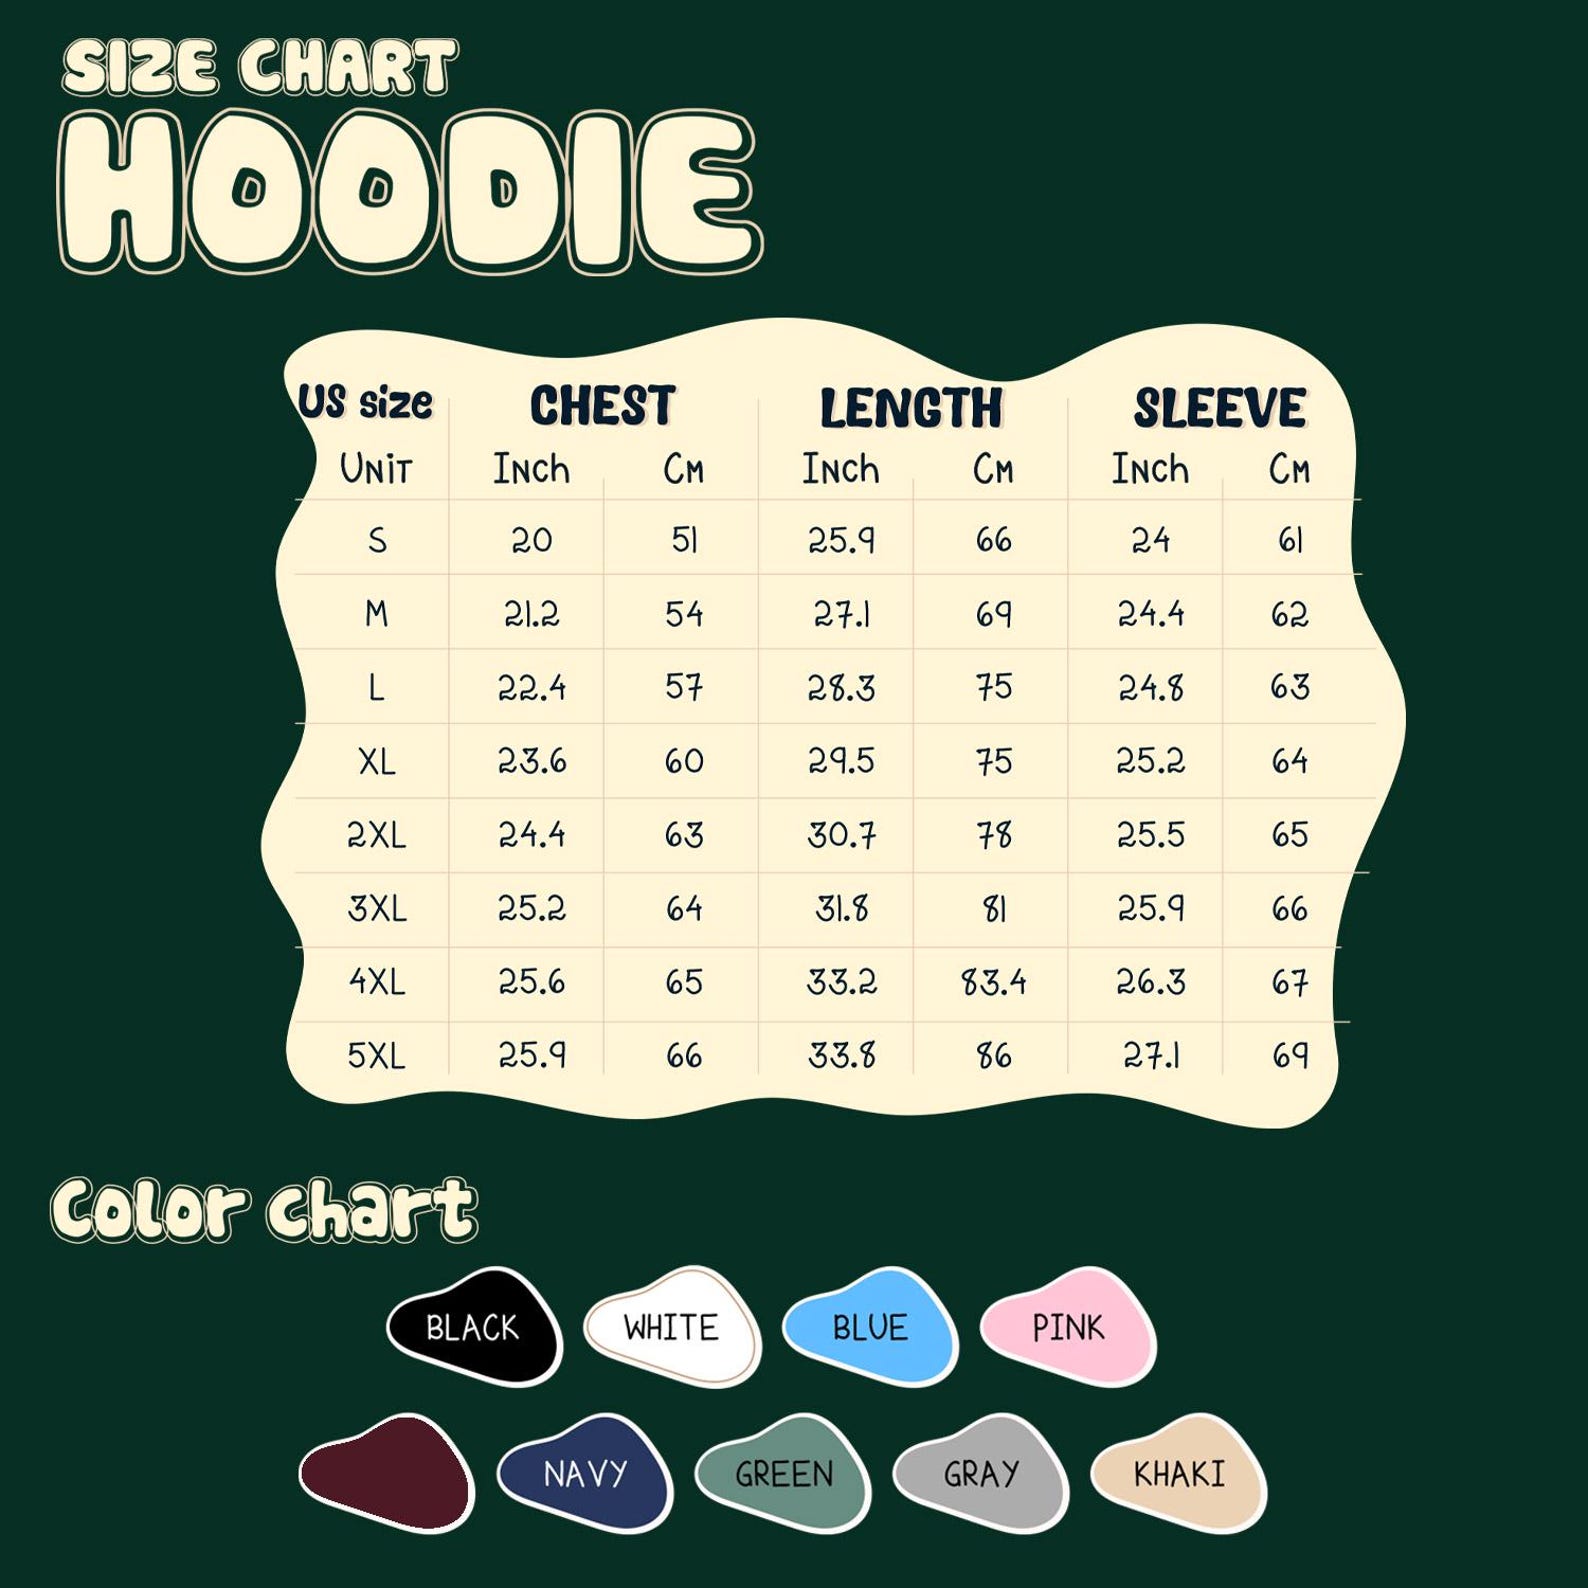 SIZE CHART
HOODIE
US size CHEST LENGTH SLEEVE
Unit Inch Cm Inch Cm Inch Cm
S 20 51 25.9 66 24 61
M 21.2 54 27.1 69 24.4 62
L 22.4 57 28.3 75 24.8 63
XL 23.6 60 29.5 75 25.2 64
2XL 24.4 63 30.7 78 25.5 65
3XL 25.2 64 31.8 81 25.9 66
4XL 25.6 65 33.2 83.4 26.3 67
5XL 25.9 66 33.8 86 27.1 69
Color chart
BLACK WHITE BLUE PINK
NAVY GREEN GRAY KHAKI